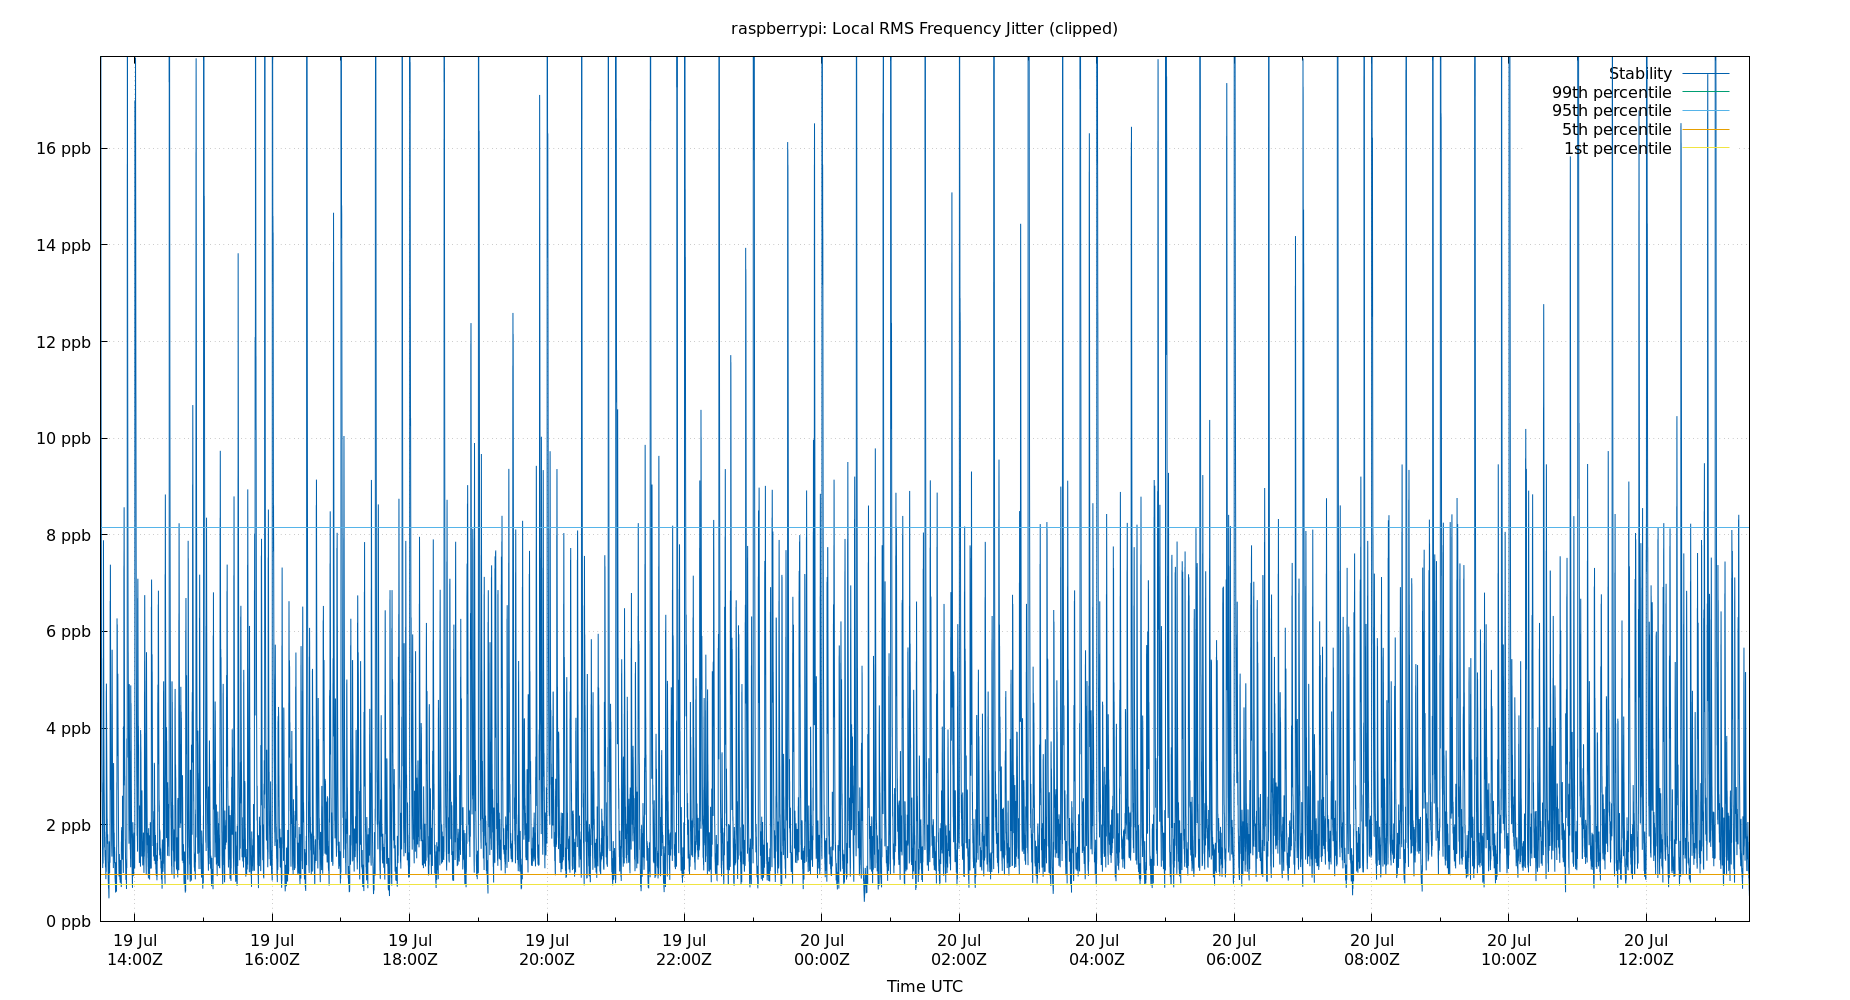 raspberrypi: Local RMS Frequency Jitter (clipped)
Stability
99th percentile
95th percentile
5th percentile
1st percentile
16 ppb
14 ppb
12 ppb
10 ppb
8 ppb
6 ppb
4 ppb
2 ppb
0 ppb
19 Jul 19 Jul 19 Jul 19 Jul 19 Jul 20 Jul 20 Jul 20 Jul 20 Jul 20 Jul 20 Jul 20 Jul
14:00Z 16:00Z 18:00Z 20:00Z 22:00Z 00:00Z 02:00Z 04:00Z 06:00Z 08:00Z 10:00Z 12:00Z
Time UTC